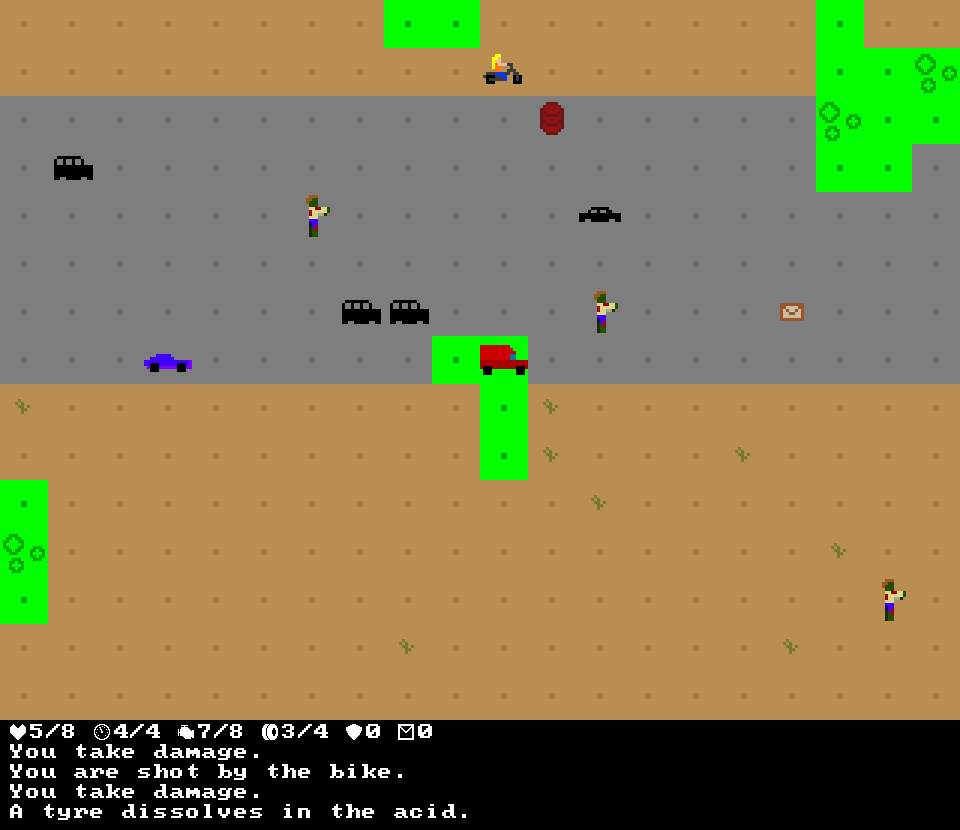 5/8 4/4 7/8 3/4 0 0
You take damage.
You are shot by the bike.
You take damage.
A tyre dissolves in the acid.